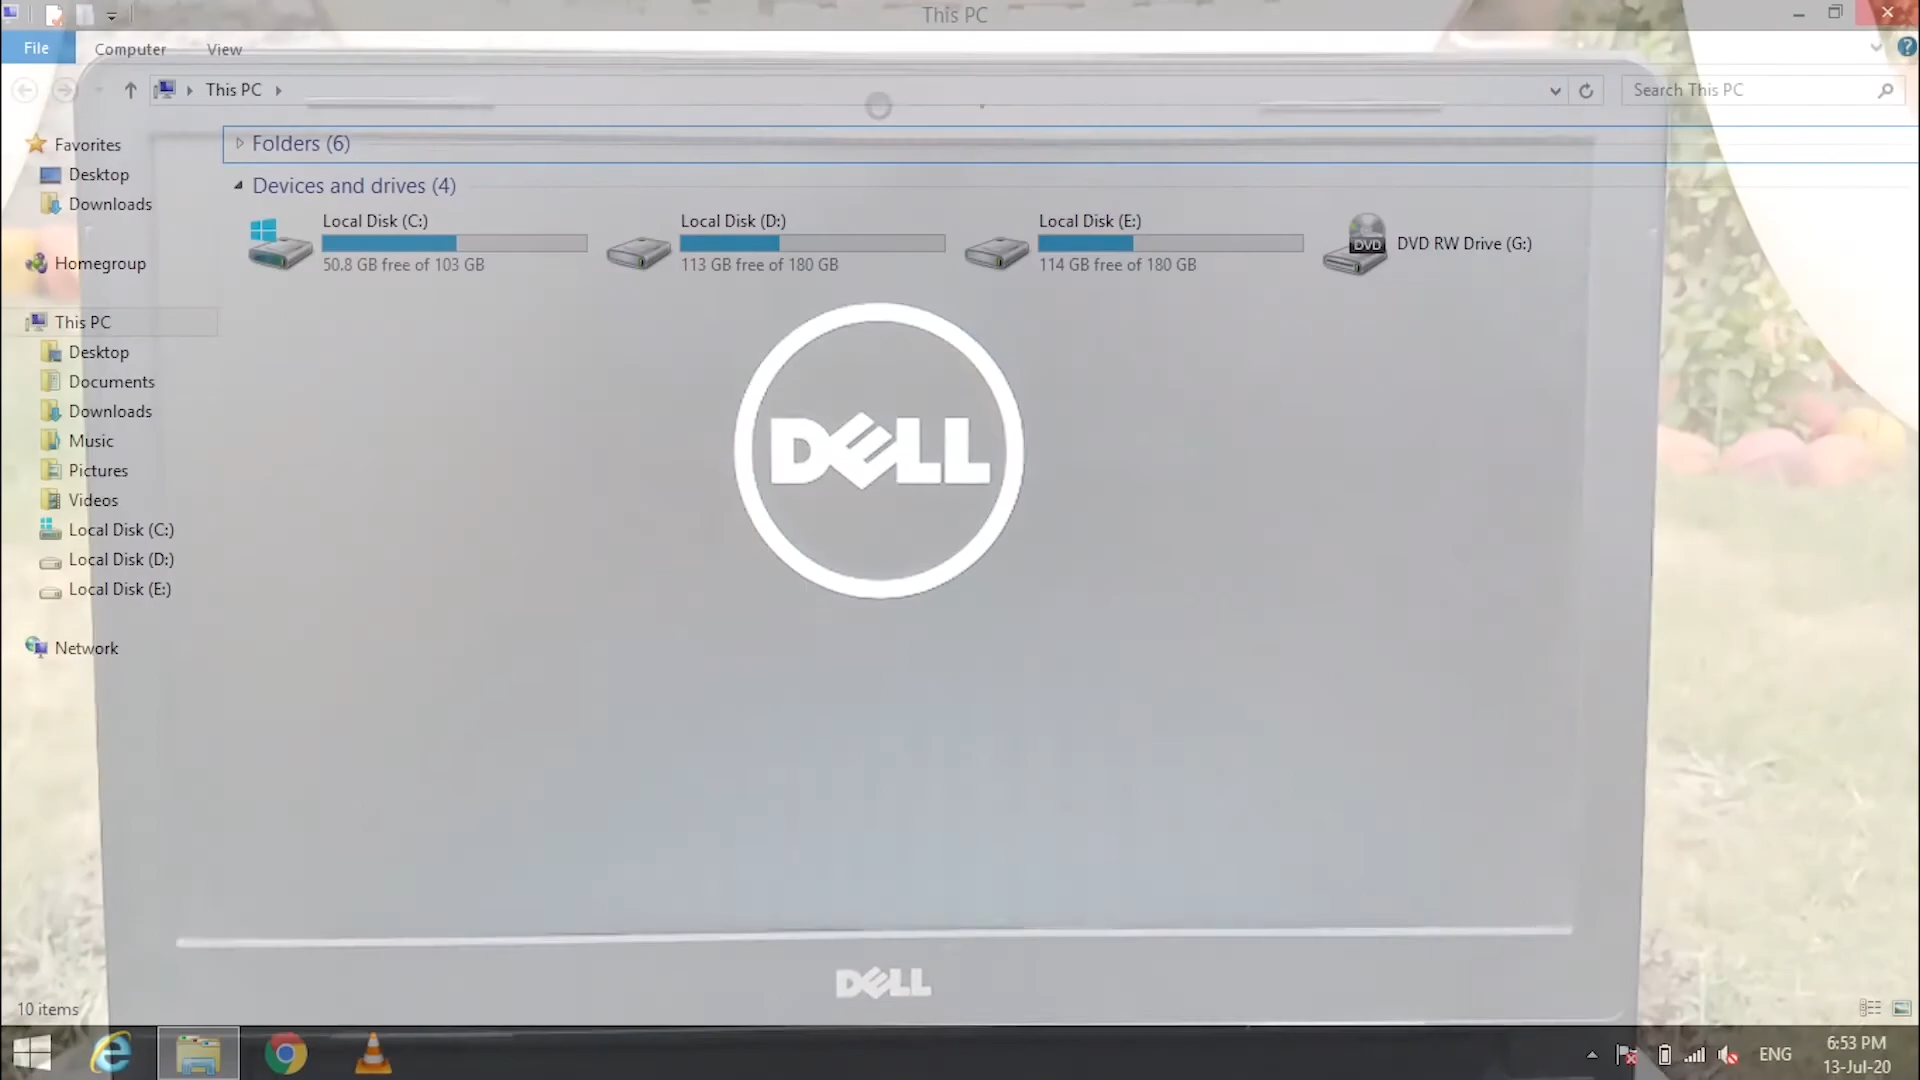 This PC
File Computer View
This PC Search This PC
Favorites
Desktop
Downloads
Homegroup
This PC
Desktop
Documents
Downloads
Music
Pictures
Videos
Local Disk (C:)
Local Disk (D:)
Local Disk (E:)
Network
Folders (6)
Devices and drives (4)
Local Disk (C:)
50.8 GB free of 103 GB
Local Disk (D:)
113 GB free of 180 GB
Local Disk (E:)
114 GB free of 180 GB
DVD
DVD RW Drive (G:)
DELL
DELL
10 items
ENG
6:53 PM
13-Jul-20